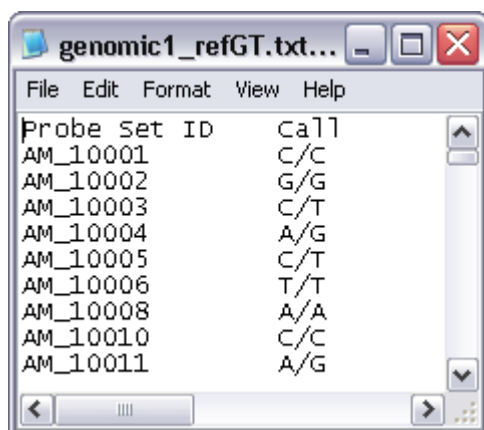 genomic1_refGT.txt...
File Edit Format View Help
Probe Set ID Call
AM_10001 C/C
AM_10002 G/G
AM_10003 C/T
AM_10004 A/G
AM_10005 C/T
AM_10006 T/T
AM_10008 A/A
AM_10010 C/C
AM_10011 A/G